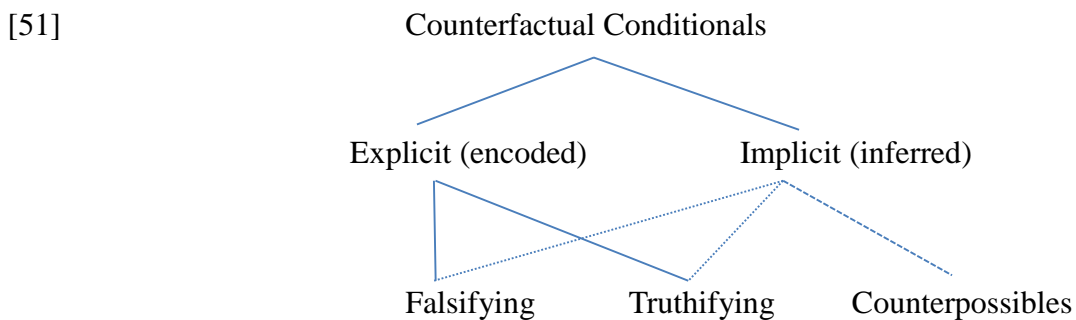 [51] Counterfactual Conditionals
Explicit (encoded) Implicit (inferred)
Falsifying Truthifying Counterpossibles